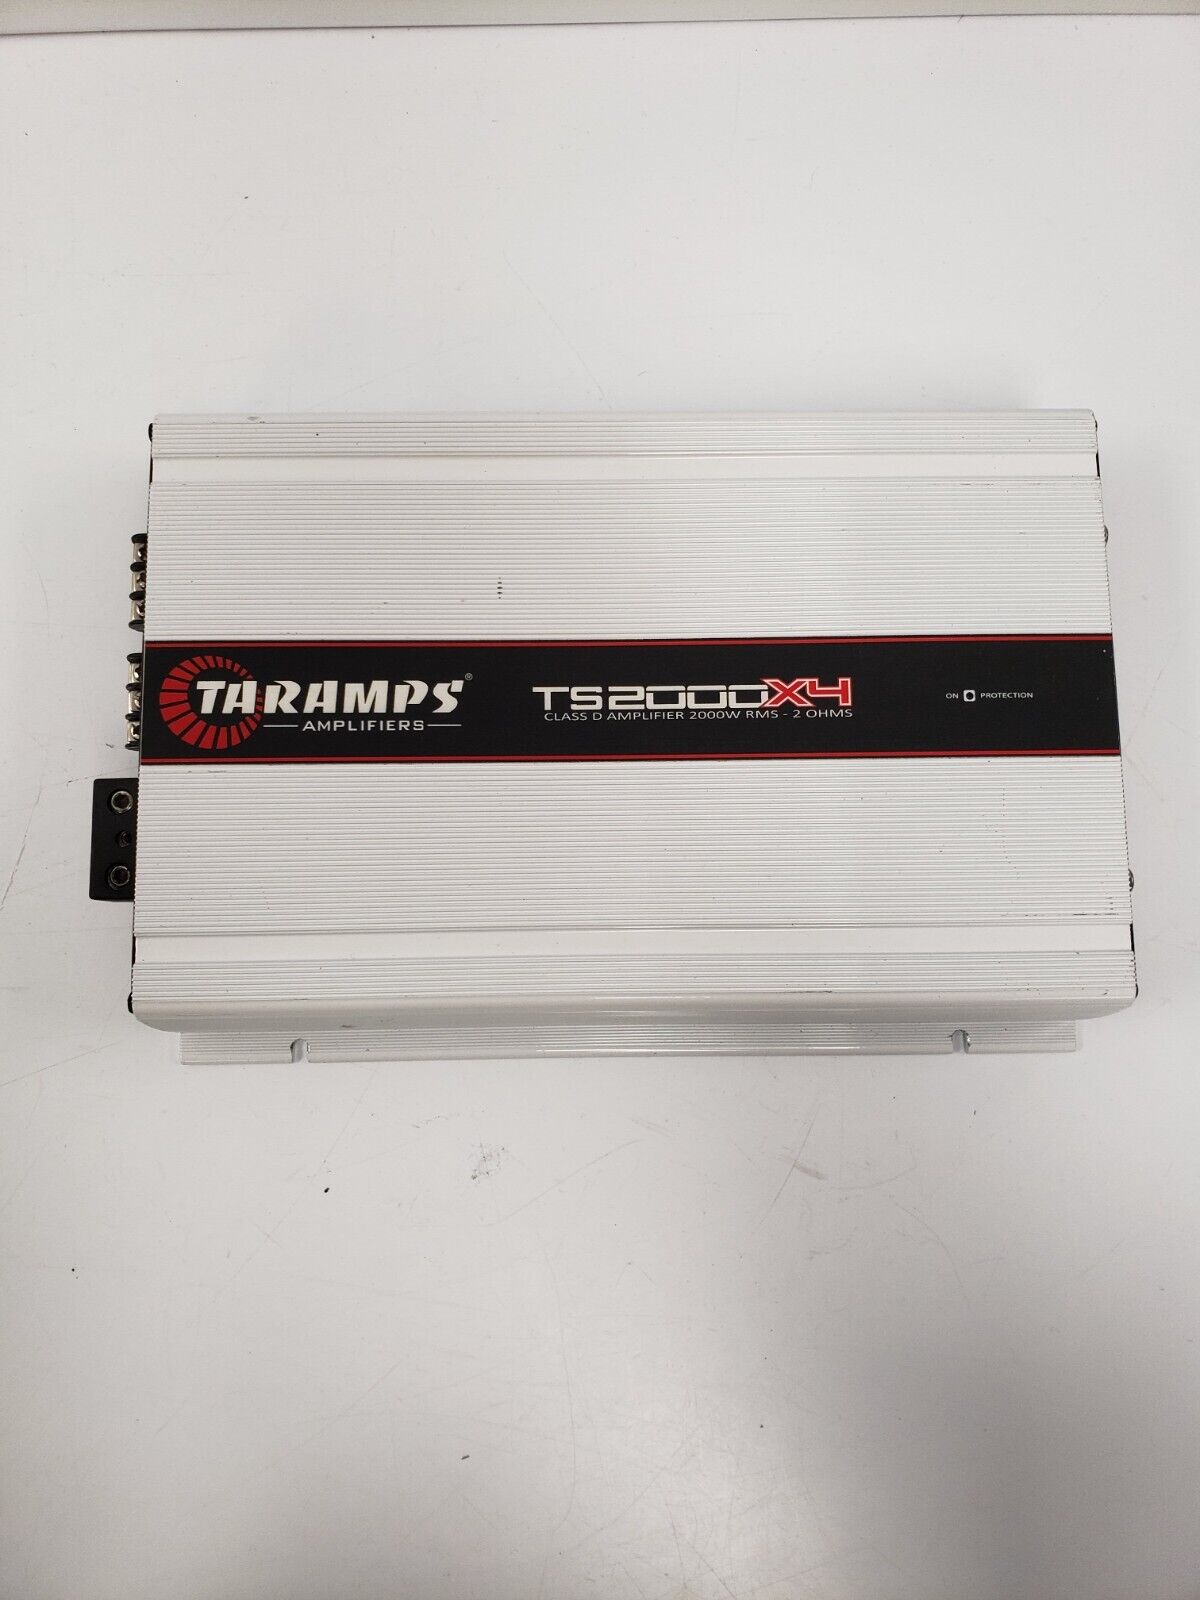 TARAMPS®
AMPLIFIERS
TS2000X4
CLASS D AMPLIFIER 2000W RMS - 2 OHMS
ON PROTECTION